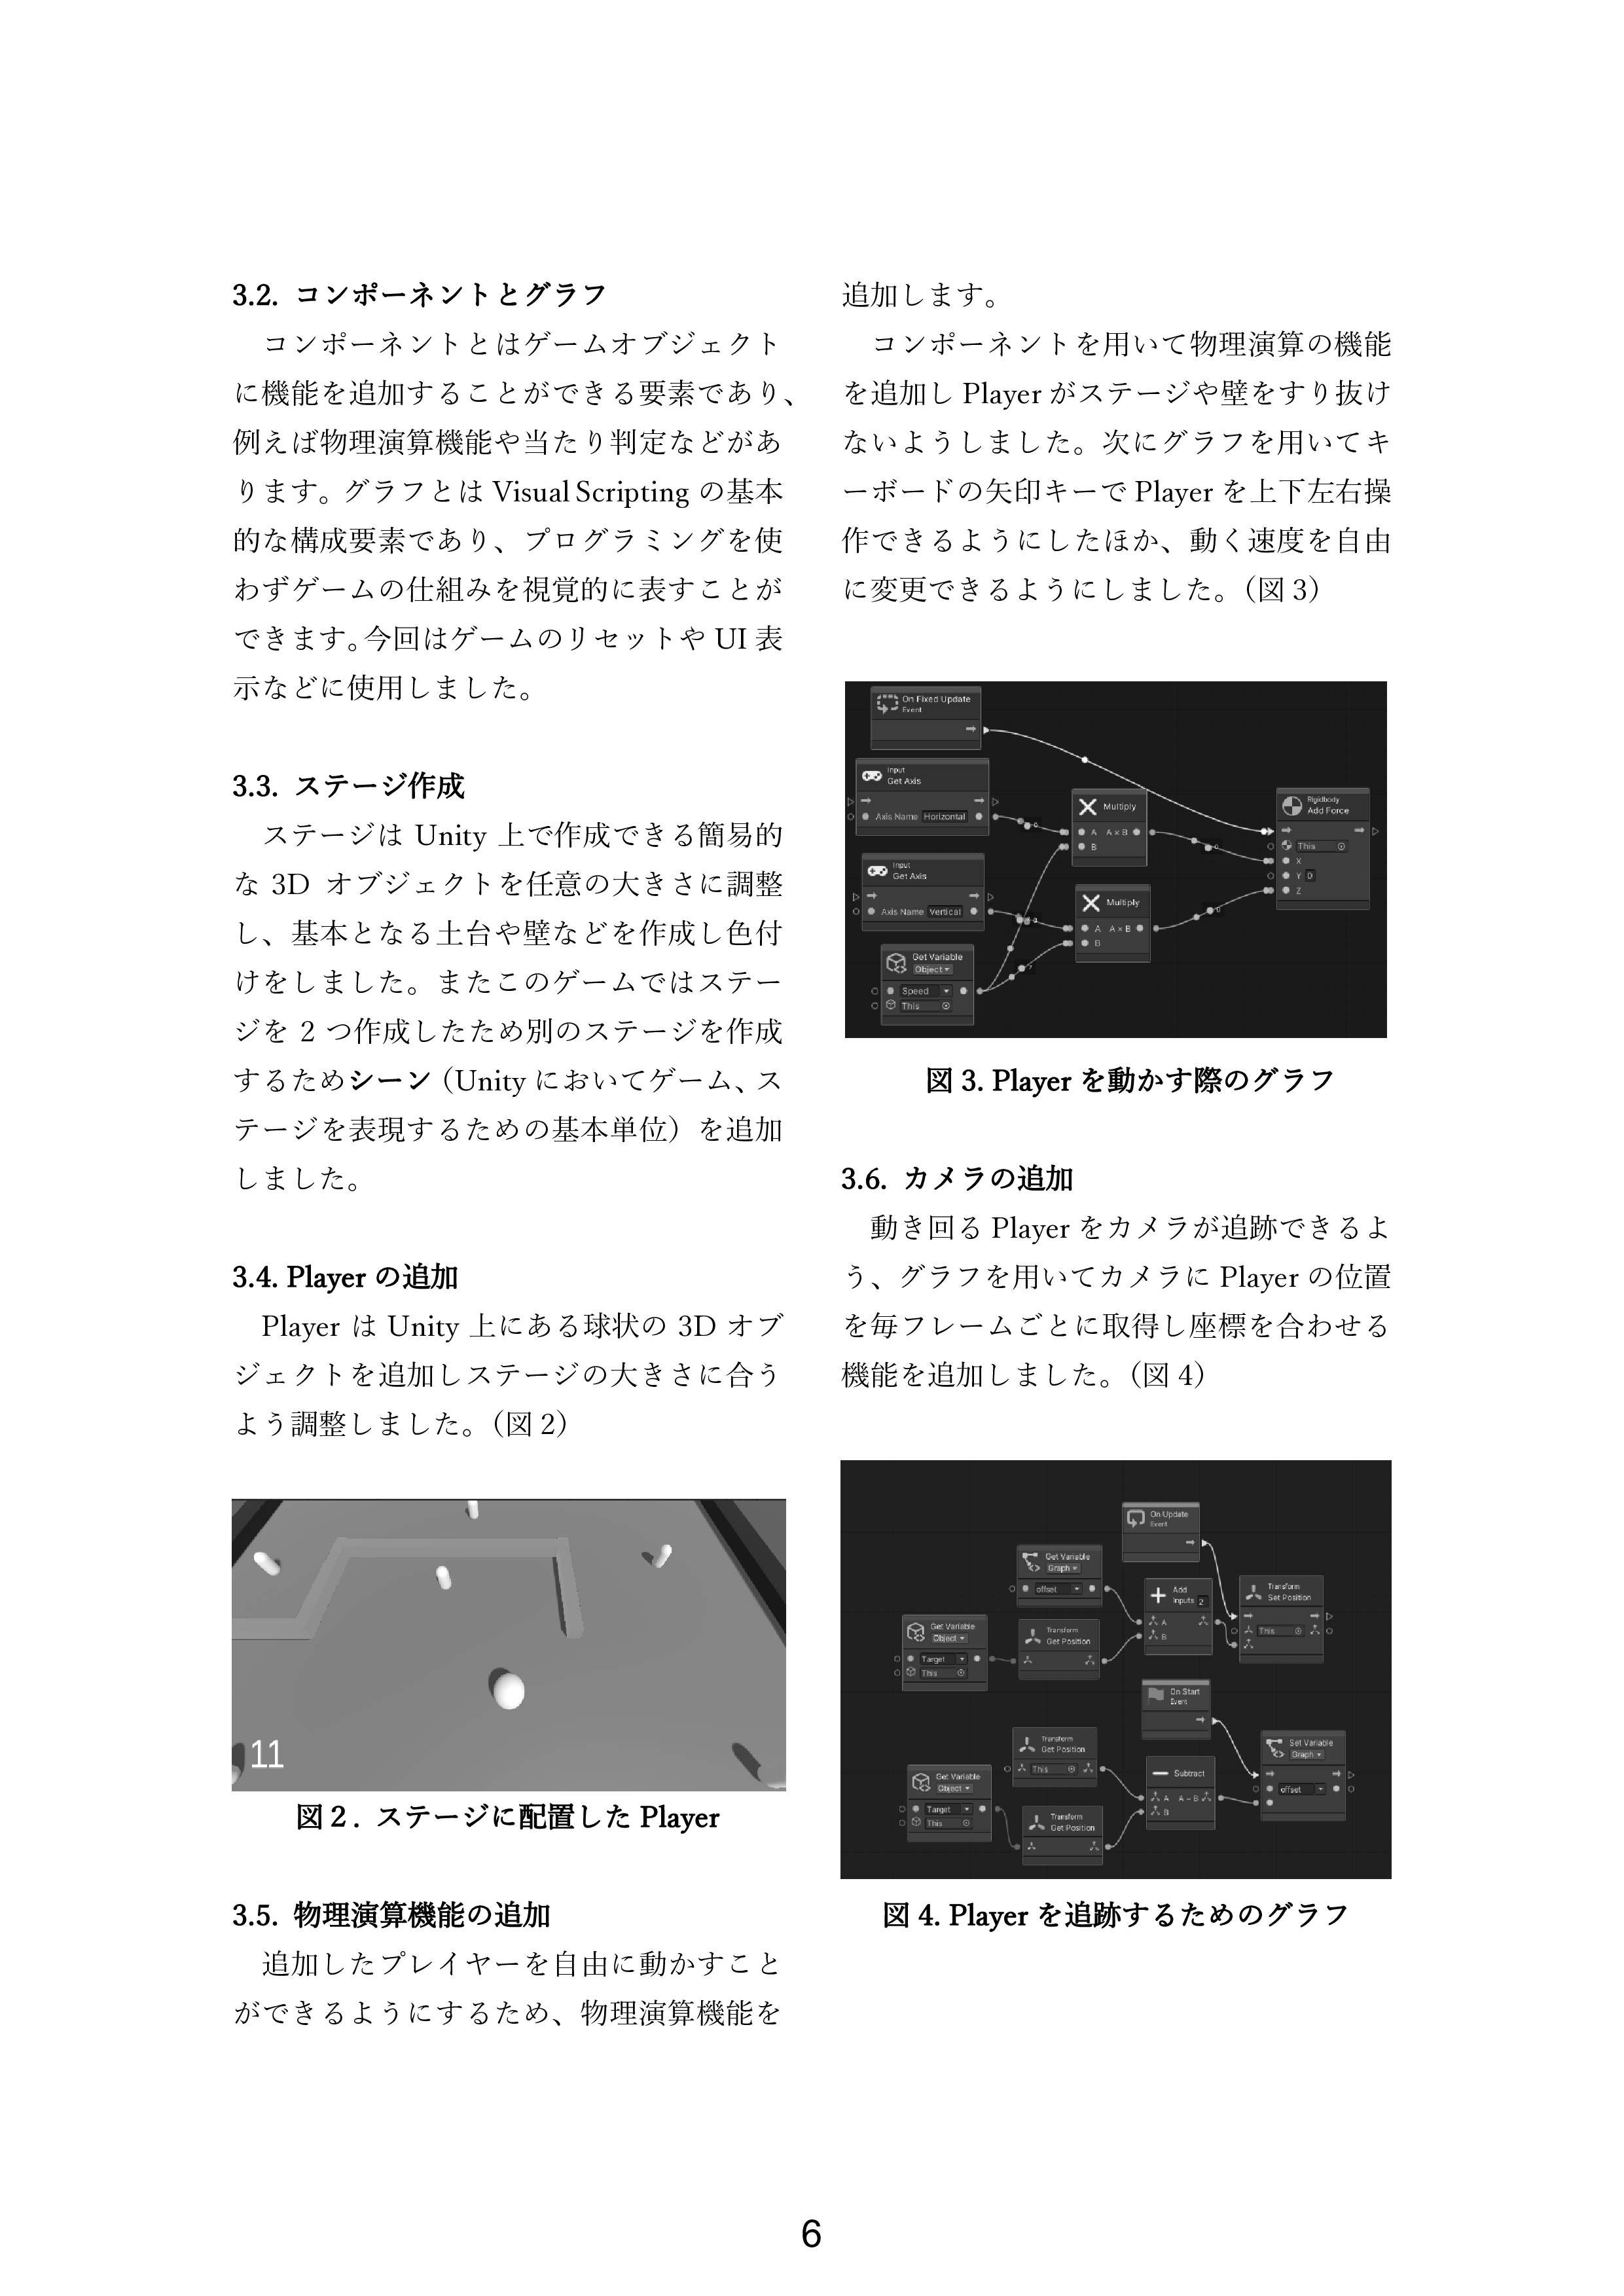 3.2. コンポーネントとグラフ
　コンポーネントとはゲームオブジェクト
に機能を追加することができる要素であり、
例えば物理演算機能や当たり判定などがあ
ります。グラフとは Visual Scripting の基本
的な構成要素であり、プログラミングを使
わずゲームの仕組みを視覚的に表すことが
できます。今回はゲームのリセットや UI 表
示などに使用しました。
3.3. ステージ作成
　ステージは Unity 上で作成できる簡易的
な 3D オブジェクトを任意の大きさに調整
し、基本となる土台や壁などを作成し色付
けをしました。またこのゲームではステー
ジを 2 つ作成したため別のステージを作成
するためシーン（Unity においてゲーム、ス
テージを表現するための基本単位）を追加
しました。
3.4. Player の追加
　Player は Unity 上にある球状の 3D オブ
ジェクトを追加しステージの大きさに合う
よう調整しました。（図 2）
11
図２. ステージに配置した Player
3.5. 物理演算機能の追加
　追加したプレイヤーを自由に動かすこと
ができるようにするため、物理演算機能を
追加します。
　コンポーネントを用いて物理演算の機能
を追加し Player がステージや壁をすり抜け
ないようしました。次にグラフを用いてキ
ーボードの矢印キーで Player を上下左右操
作できるようにしたほか、動く速度を自由
に変更できるようにしました。（図 3）
On Fixed Update
Event
Input
Get Axis
Axis Name Horizontal
Multiply
A A×B
B
Rigidbody
Add Force
This
X
Y 0
Z
Input
Get Axis
Axis Name Vertical
Multiply
A A×B
B
Get Variable
Object
Speed
This
図 3. Player を動かす際のグラフ
3.6. カメラの追加
　動き回る Player をカメラが追跡できるよ
う、グラフを用いてカメラに Player の位置
を毎フレームごとに取得し座標を合わせる
機能を追加しました。（図 4）
On Update
Event
Get Variable
Graph
offset
Add
Inputs 2
A
B
Transform
Set Position
This
Get Variable
Object
Target
This
Transform
Get Position
On Start
Event
Transform
Get Position
This
Set Variable
Graph
offset
Subtract
A A−B
B
Get Variable
Object
Target
This
Transform
Get Position
図 4. Player を追跡するためのグラフ
6